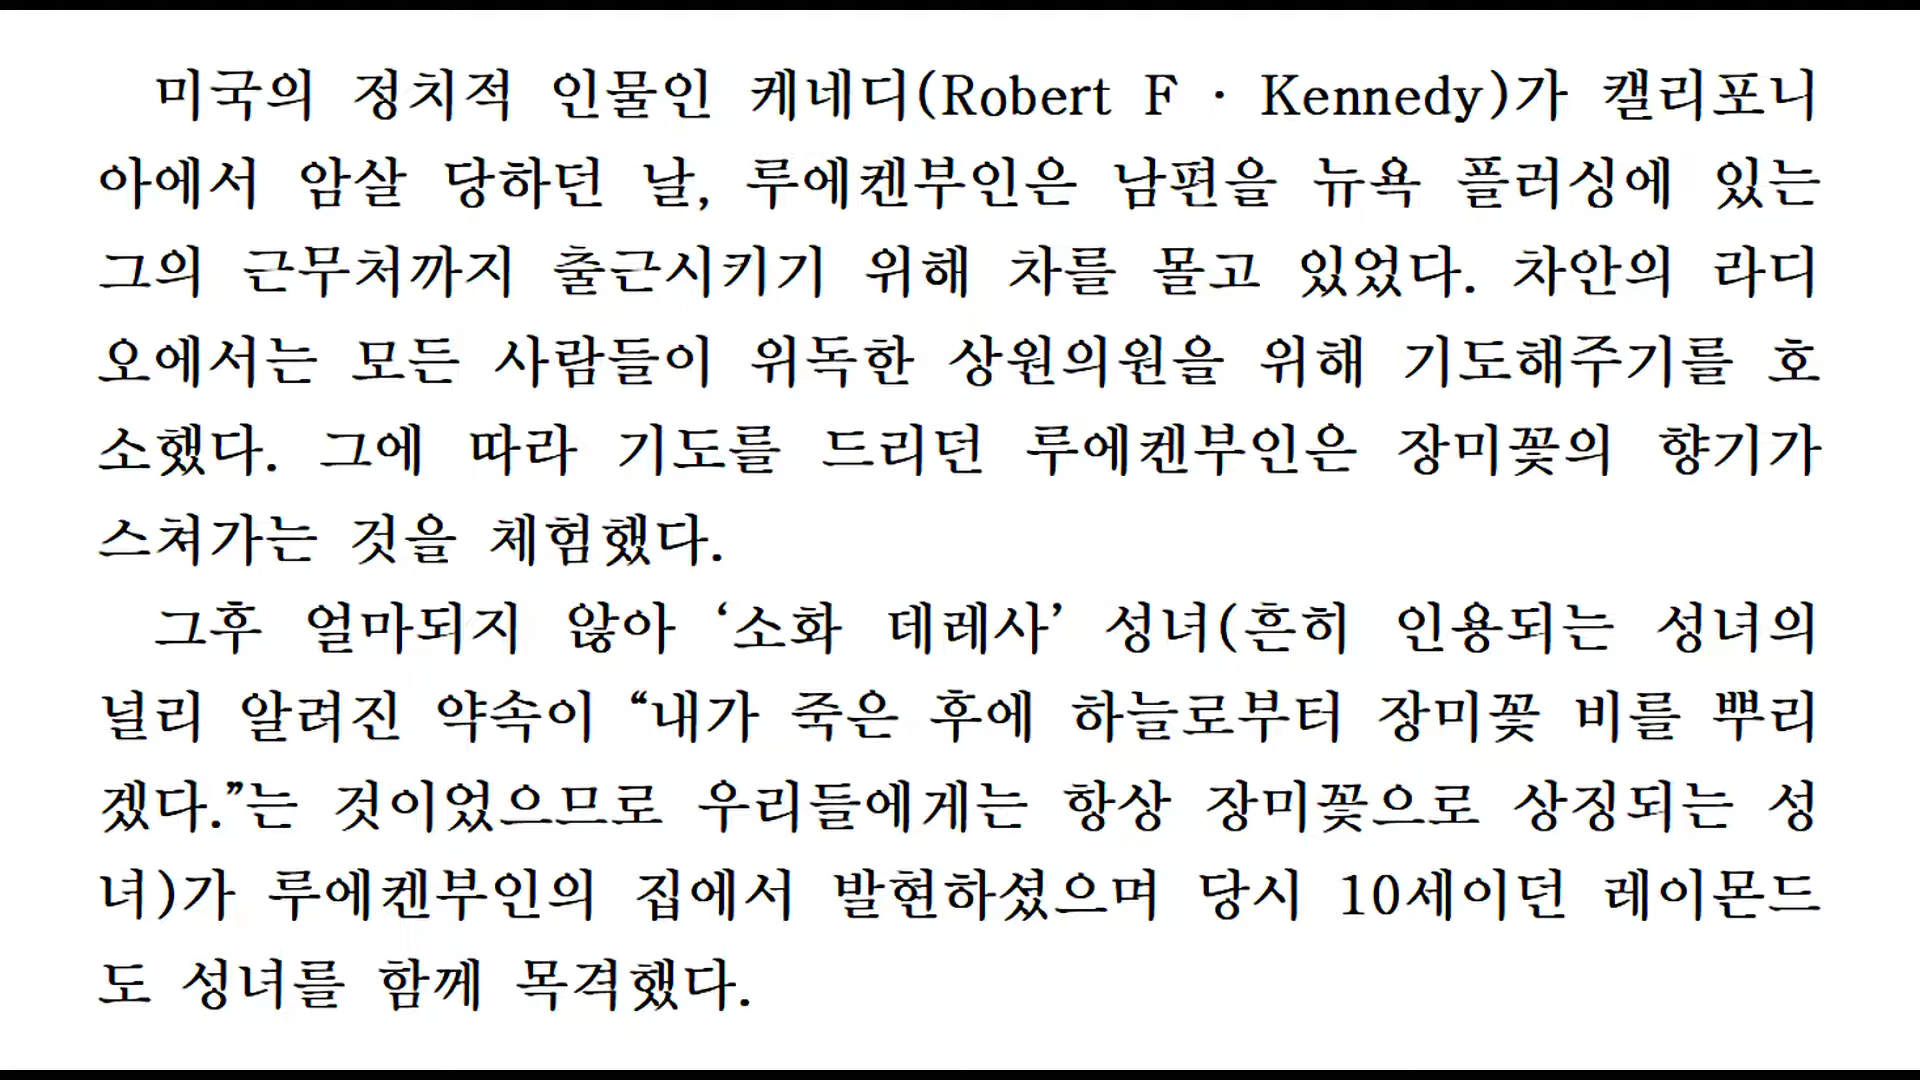 미국의 정치적 인물인 케네디(Robert F · Kennedy)가 캘리포니
아에서 암살 당하던 날, 루에켄부인은 남편을 뉴욕 플러싱에 있는
그의 근무처까지 출근시키기 위해 차를 몰고 있었다. 차안의 라디
오에서는 모든 사람들이 위독한 상원의원을 위해 기도해주기를 호
소했다. 그에 따라 기도를 드리던 루에켄부인은 장미꽃의 향기가
스쳐가는 것을 체험했다.
그후 얼마되지 않아 ‘소화 데레사’ 성녀(흔히 인용되는 성녀의
널리 알려진 약속이 “내가 죽은 후에 하늘로부터 장미꽃 비를 뿌리
겠다.”는 것이었으므로 우리들에게는 항상 장미꽃으로 상징되는 성
녀)가 루에켄부인의 집에서 발현하셨으며 당시 10세이던 레이몬드
도 성녀를 함께 목격했다.